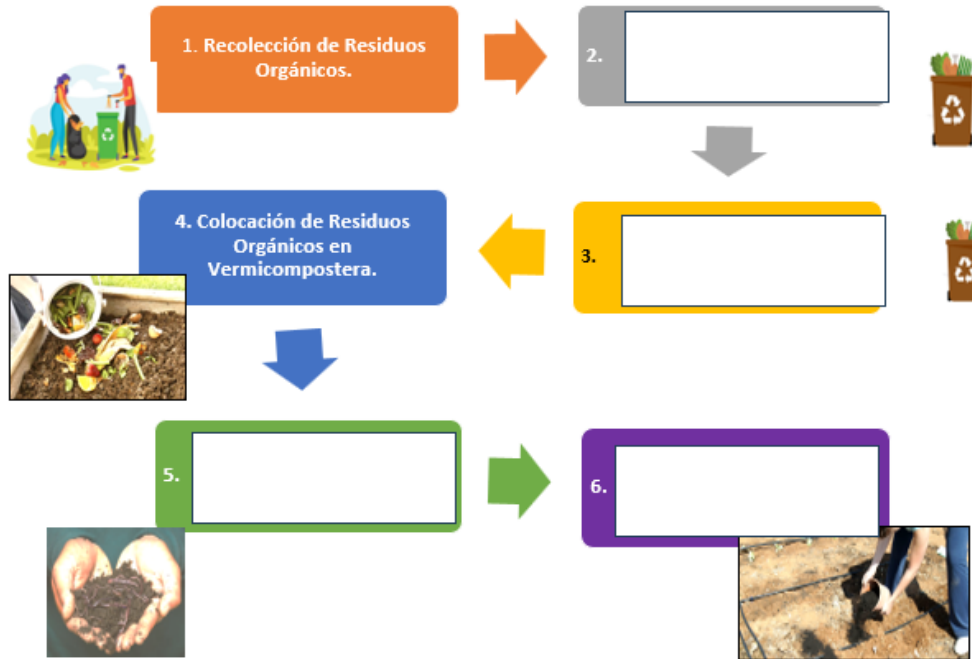 1. Recolección de Residuos
Orgánicos.
2.
3.
4. Colocación de Residuos
Orgánicos en
Vermicompostera.
5.
6.